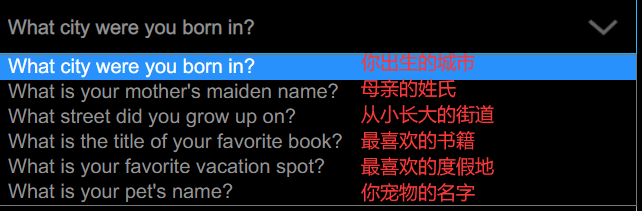 What city were you born in?
What city were you born in? 你出生的城市
What is your mother's maiden name? 母亲的姓氏
What street did you grow up on? 从小长大的街道
What is the title of your favorite book? 最喜欢的书籍
What is your favorite vacation spot? 最喜欢的度假地
What is your pet's name? 你宠物的名字